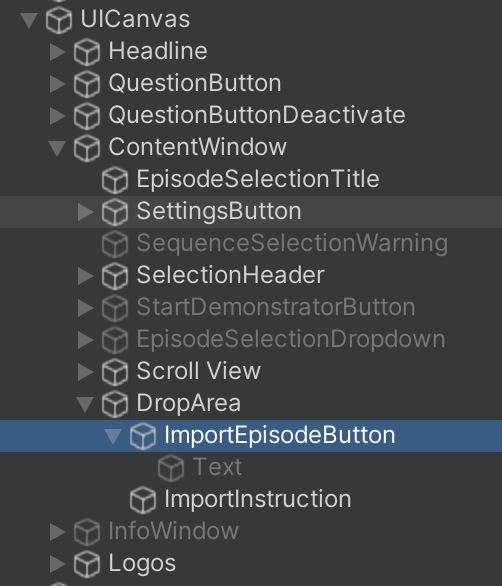 UICanvas
Headline
QuestionButton
QuestionButtonDeactivate
ContentWindow
EpisodeSelectionTitle
SettingsButton
SequenceSelectionWarning
SelectionHeader
StartDemonstratorButton
EpisodeSelectionDropdown
Scroll View
DropArea
ImportEpisodeButton
Text
ImportInstruction
InfoWindow
Logos